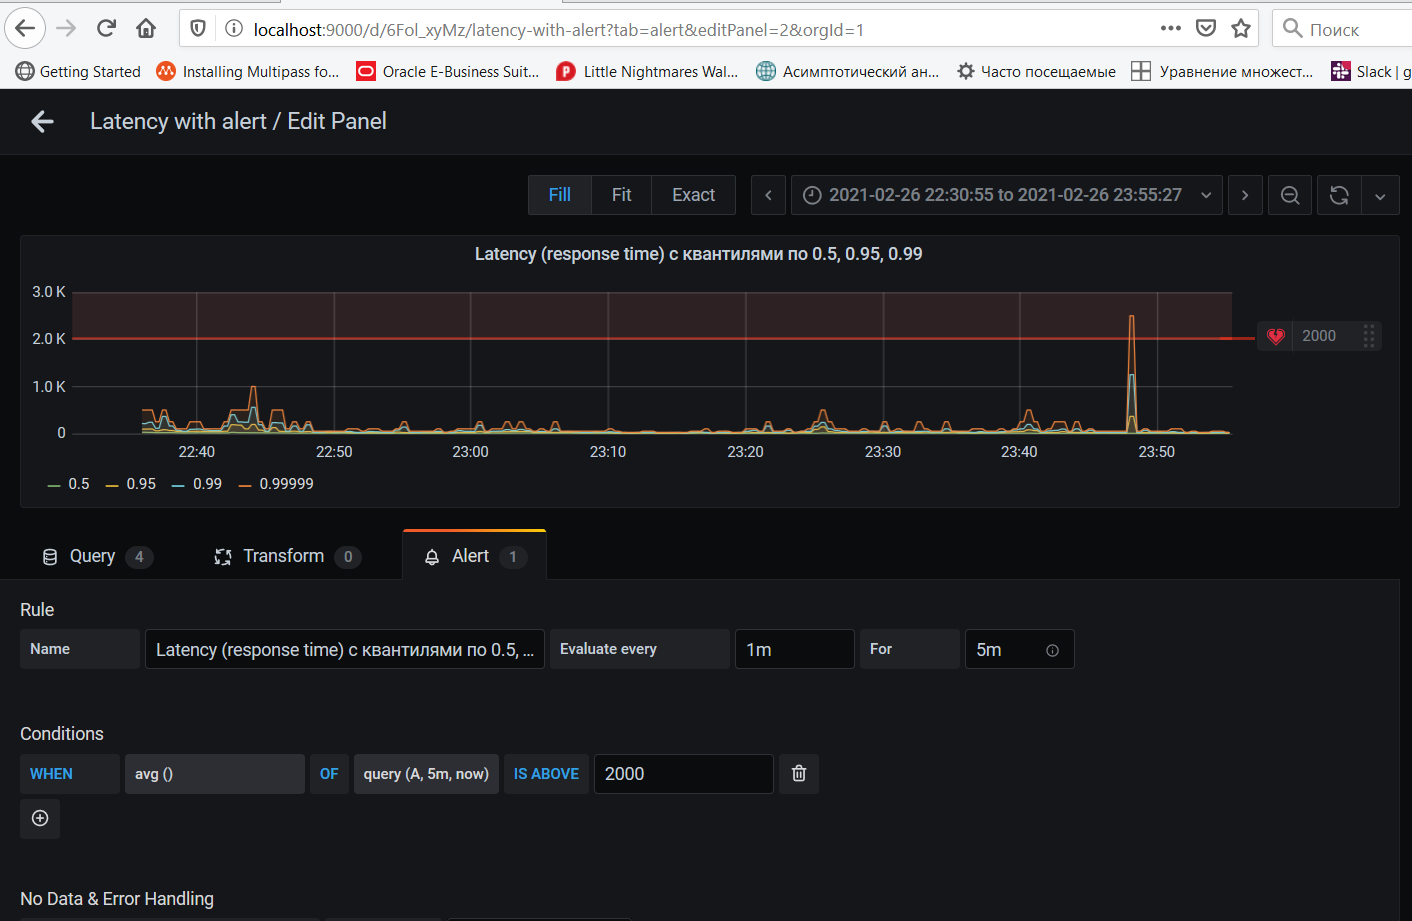 localhost:9000/d/6Fol_xyMz/latency-with-alert?tab=alert&editPanel=2&orgId=1
Поиск
Getting Started Installing Multipass fo... Oracle E-Business Suit... Little Nightmares Wal... Асимптотический ан... Часто посещаемые Уравнение множест... Slack | g
Latency with alert / Edit Panel
Fill Fit Exact 2021-02-26 22:30:55 to 2021-02-26 23:55:27
Latency (response time) с квантилями по 0.5, 0.95, 0.99
3.0 K
2.0 K
2000
1.0 K
0
22:40 22:50 23:00 23:10 23:20 23:30 23:40 23:50
0.5 0.95 0.99 0.99999
Query 4 Transform 0 Alert 1
Rule
Name Latency (response time) с квантилями по 0.5, ... Evaluate every 1m For 5m
Conditions
WHEN avg () OF query (A, 5m, now) IS ABOVE 2000
No Data & Error Handling